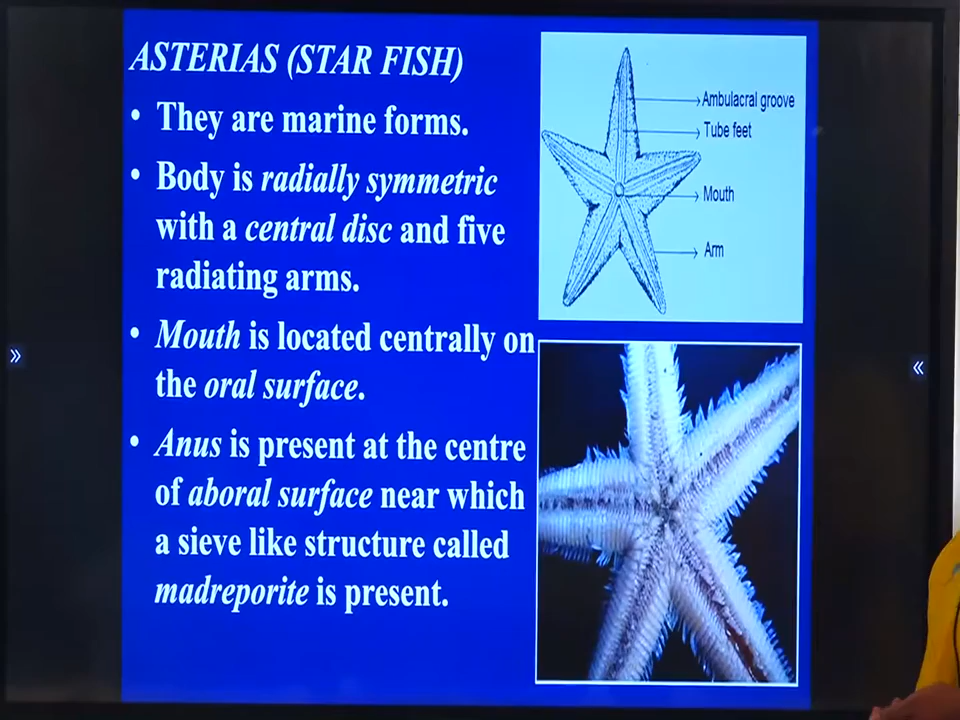 ASTERIAS (STAR FISH)
• They are marine forms.
• Body is radially symmetric
with a central disc and five
radiating arms.
• Mouth is located centrally on
the oral surface.
• Anus is present at the centre
of aboral surface near which
a sieve like structure called
madreporite is present.
Ambulacral groove
Tube feet
Mouth
Arm